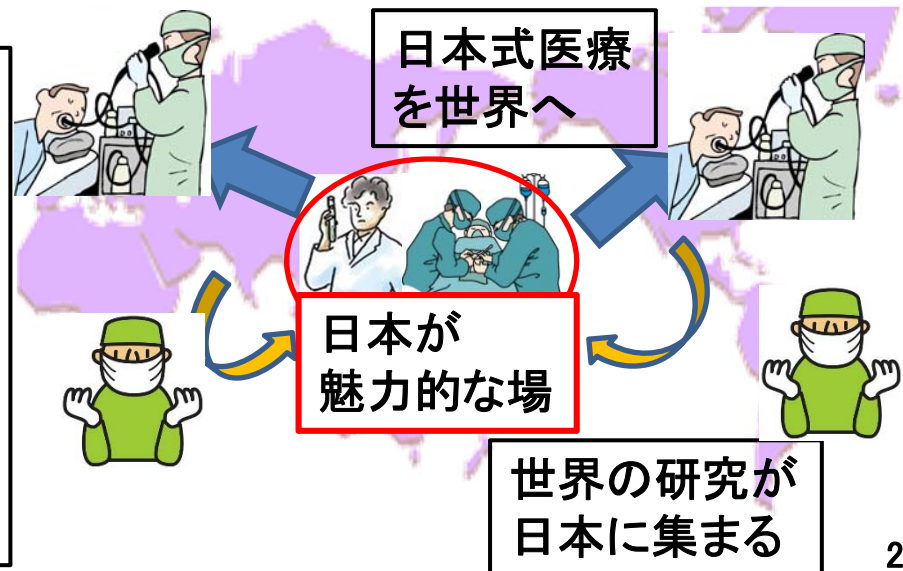 日本式医療
を世界へ
日本が
魅力的な場
世界の研究が
日本に集まる
2